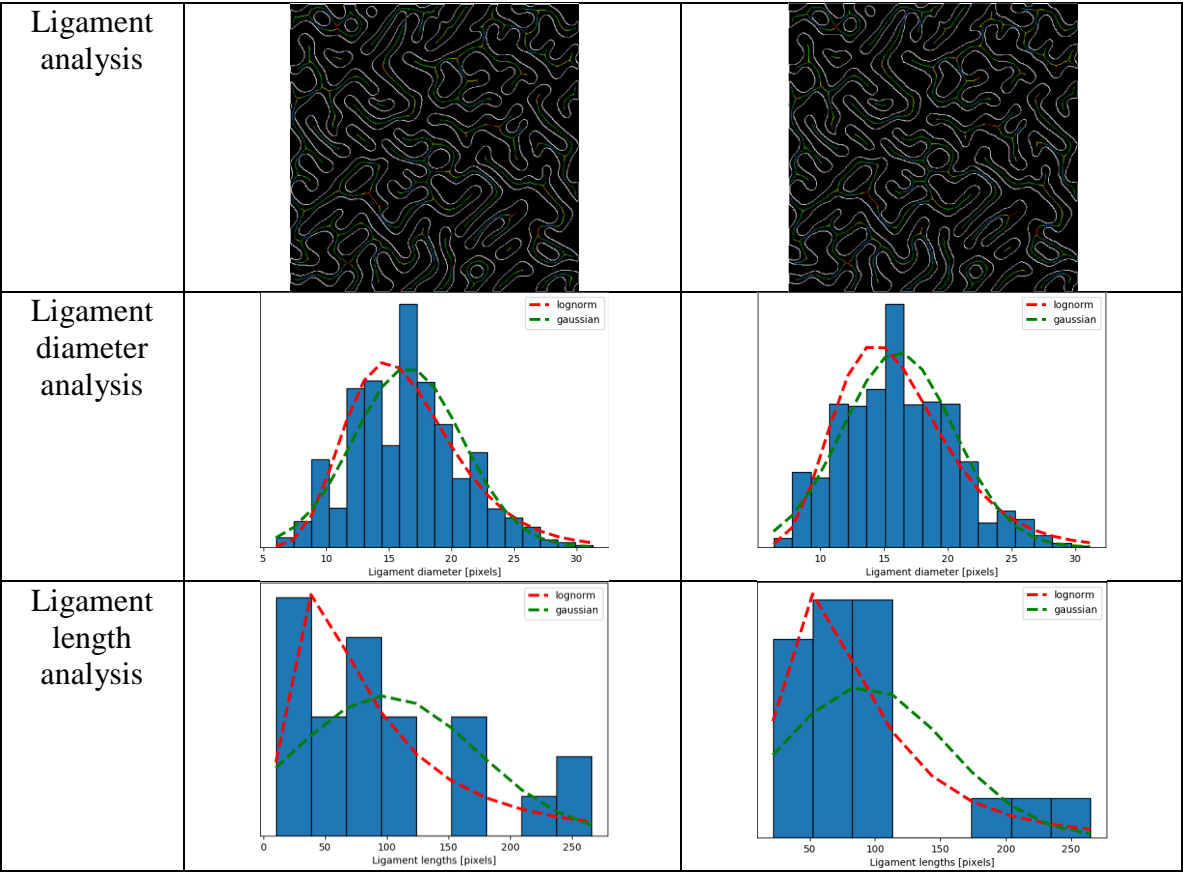 Ligament
analysis
Ligament
diameter
analysis
lognorm
gaussian
5 10 15 20 25 30
Ligament diameter [pixels]
lognorm
gaussian
10 15 20 25 30
Ligament diameter [pixels]
Ligament
length
analysis
lognorm
gaussian
0 50 100 150 200 250
Ligament lengths [pixels]
lognorm
gaussian
50 100 150 200 250
Ligament lengths [pixels]